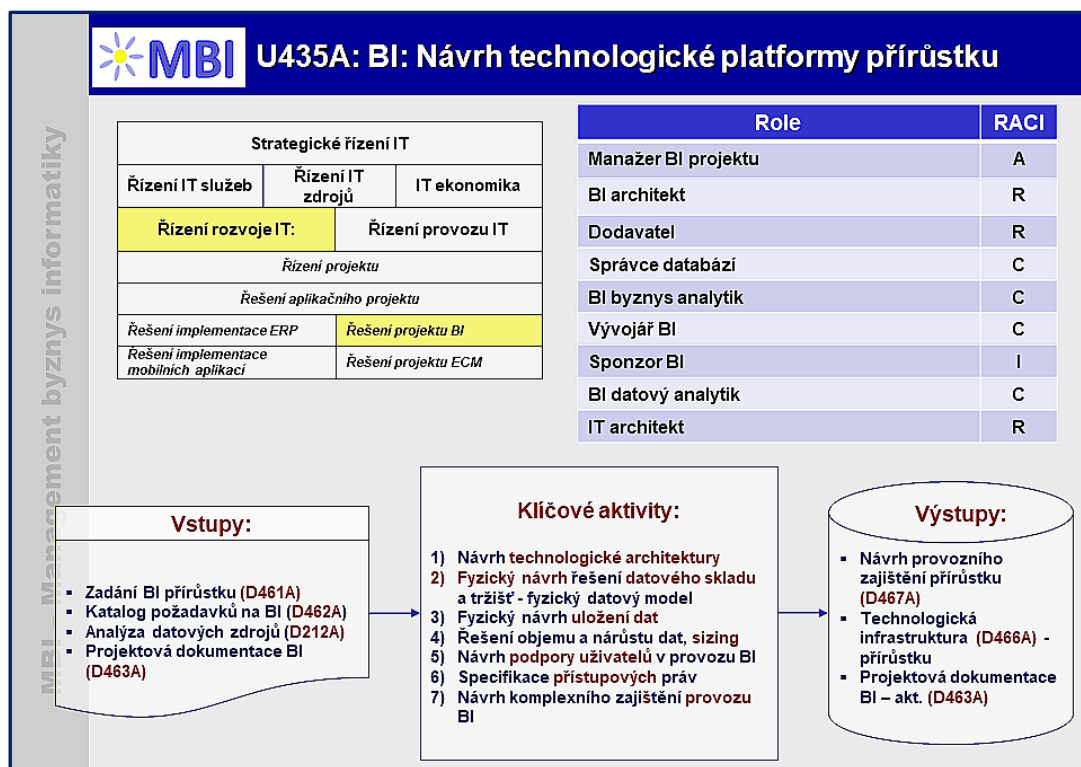 MBI
U435A: BI: Návrh technologické platformy přírůstku
MBI - Management byznys informatiky
Strategické řízení IT
Řízení IT služeb
Řízení IT
zdrojů
IT ekonomika
Řízení rozvoje IT:
Řízení provozu IT
Řízení projektu
Řešení aplikačního projektu
Řešení implementace ERP
Řešení projektu BI
Řešení implementace
mobilních aplikací
Řešení projektu ECM
Role RACI
Manažer BI projektu A
BI architekt R
Dodavatel R
Správce databází C
BI byznys analytik C
Vývojář BI C
Sponzor BI I
BI datový analytik C
IT architekt R
Vstupy:
▪ Zadání BI přírůstku (D461A)
▪ Katalog požadavků na BI (D462A)
▪ Analýza datových zdrojů (D212A)
▪ Projektová dokumentace BI
(D463A)
Klíčové aktivity:
1) Návrh technologické architektury
2) Fyzický návrh řešení datového skladu
a tržišť - fyzický datový model
3) Fyzický návrh uložení dat
4) Řešení objemu a nárůstu dat, sizing
5) Návrh podpory uživatelů v provozu BI
6) Specifikace přístupových práv
7) Návrh komplexního zajištění provozu
BI
Výstupy:
▪ Návrh provozního
zajištění přírůstku
(D467A)
▪ Technologická
infrastruktura (D466A) -
přírůstku
▪ Projektová dokumentace
BI – akt. (D463A)